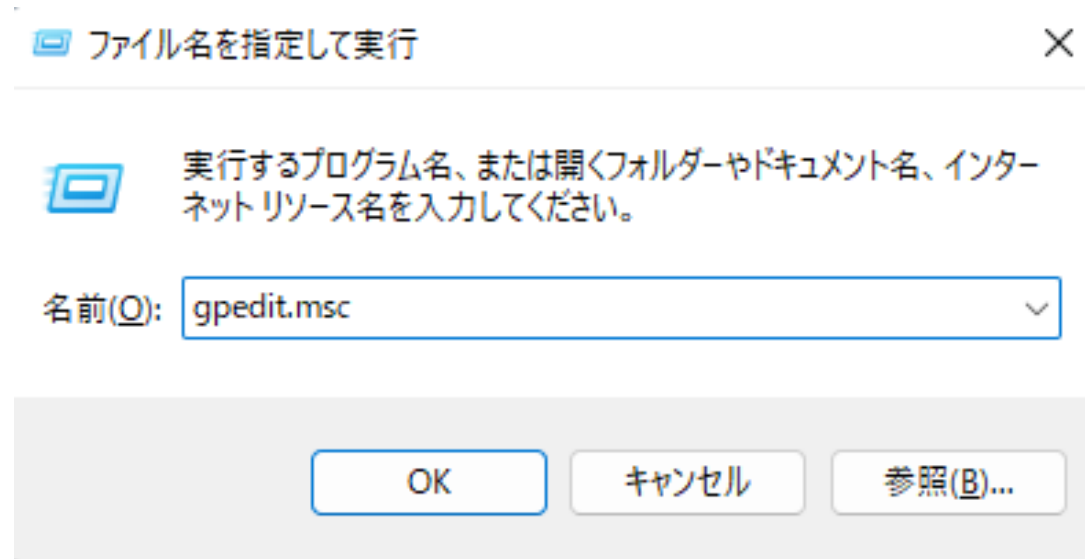 ファイル名を指定して実行
実行するプログラム名、または開くフォルダーやドキュメント名、インター
ネット リソース名を入力してください。
名前(O): gpedit.msc
OK キャンセル 参照(B)...